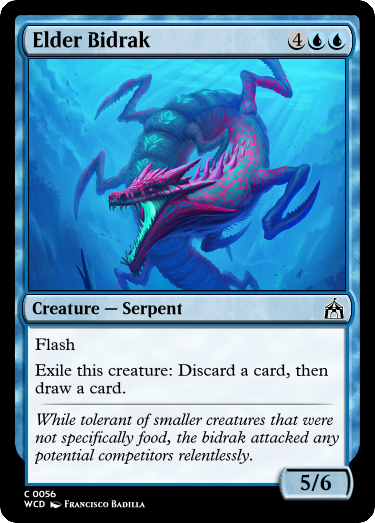 Elder Bidrak 4
Creature — Serpent
Flash
Exile this creature: Discard a card, then
draw a card.
While tolerant of smaller creatures that were
not specifically food, the bidrak attacked any
potential competitors relentlessly.
5/6
C 0056
WCD Francisco Badilla